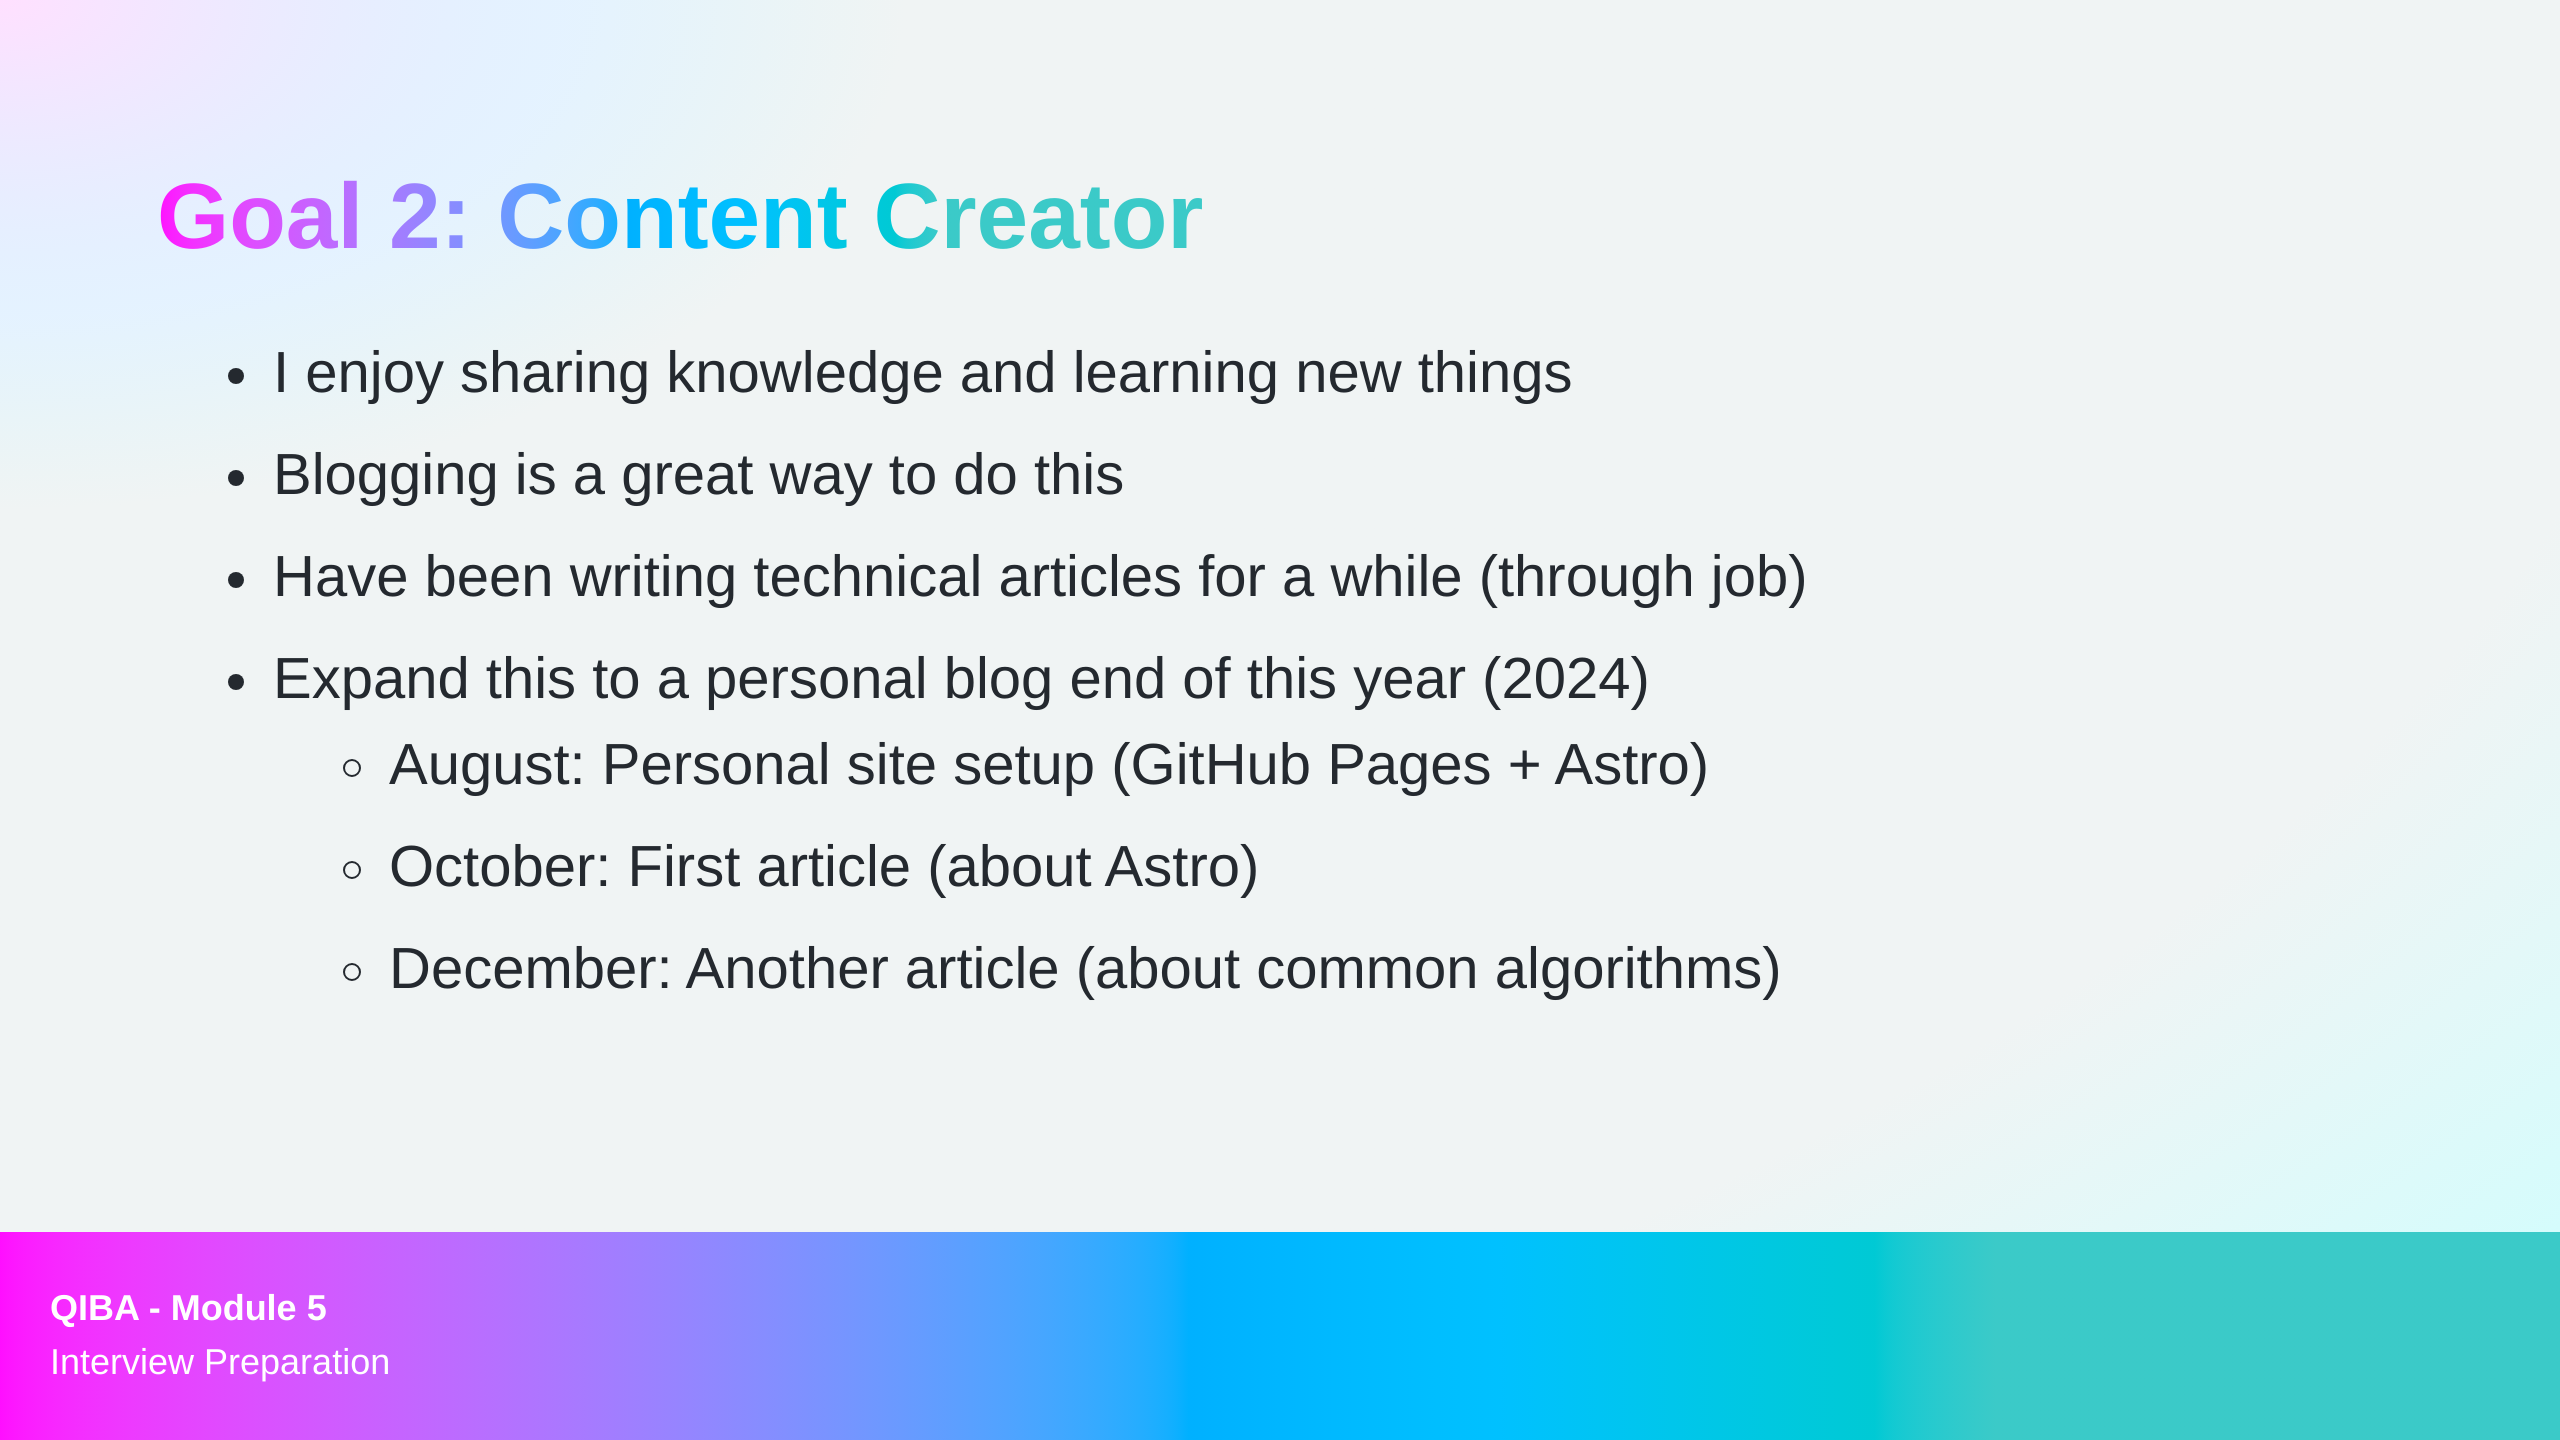 Goal 2: Content Creator
• I enjoy sharing knowledge and learning new things
• Blogging is a great way to do this
• Have been writing technical articles for a while (through job)
• Expand this to a personal blog end of this year (2024)
◦ August: Personal site setup (GitHub Pages + Astro)
◦ October: First article (about Astro)
◦ December: Another article (about common algorithms)
QIBA - Module 5
Interview Preparation